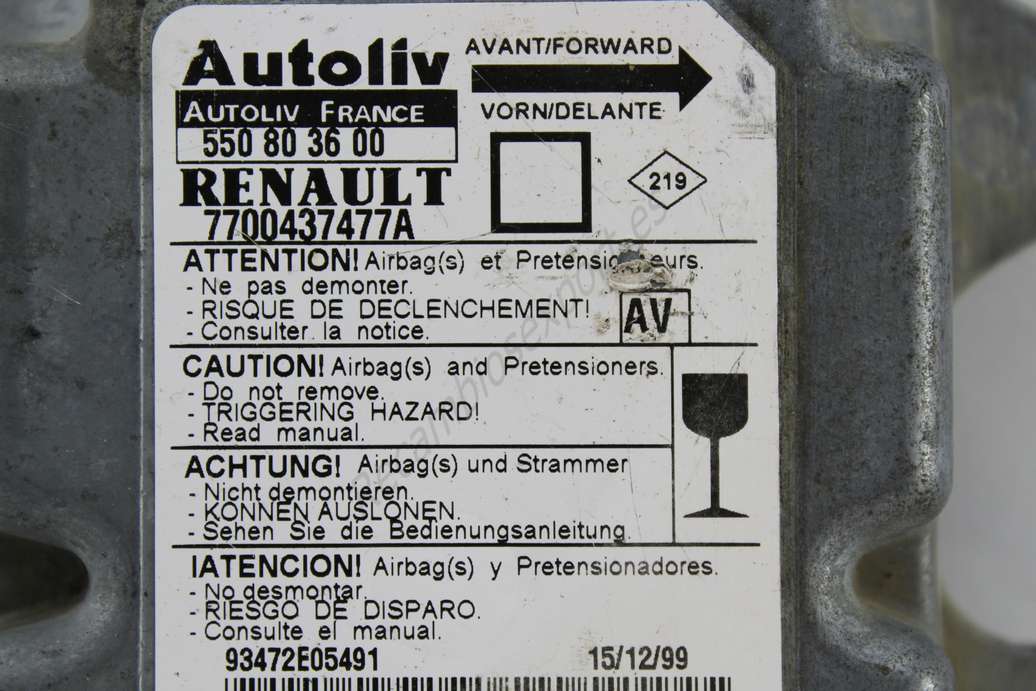 Autoliv
AVANT/FORWARD
AUTOLIV FRANCE
VORN/DELANTE
550 80 36 00
RENAULT
219
7700437477A
ATTENTION! Airbag(s) et
- Ne pas demonter.
- RISQUE DE DECLENCHEMENT!
AV
- Consulter la notice.
CAUTION! Airbag(s) and Pretensioners.
- Do not remove.
- TRIGGERING HAZARD!
- Read manual.
ACHTUNG! Airbag(s) und Strammer
- Nicht demontieren.
- KONNEN AUSLONEN.
- Sehen Sie die Bedienungsanleitung.
IATENCION! Airbag(s) y Pretensionadores.
- No desmontar.
- RIESGO DE DISPARO.
- Consulte el manual.
93472E05491 15/12/99